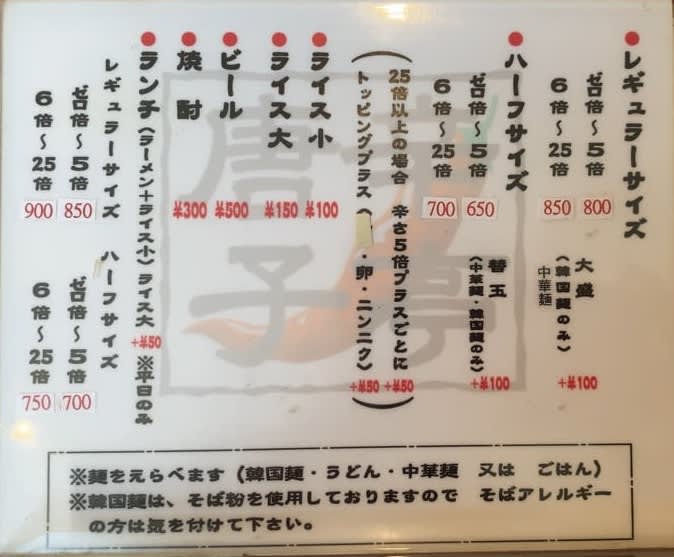 ●レギュラーサイズ
ゼロ倍〜5倍 800
6倍〜25倍 850
大盛
(韓国麺のみ) +¥100
中華麺
●ハーフサイズ
ゼロ倍〜5倍 650
6倍〜25倍 700
替玉
(中華麺・韓国麺のみ) +¥100
(25倍以上の場合 辛さ5倍プラスごとに +¥50
トッピングプラス(・卵・ニンニク) +¥50)
●ライス小 ¥100
●ライス大 ¥150
●ビール ¥500
●焼酎 ¥300
●ランチ(ラーメン+ライス小)ライス大 +¥50 ※平日のみ
レギュラーサイズ
ゼロ倍〜5倍 850
6倍〜25倍 900
ハーフサイズ
ゼロ倍〜5倍 700
6倍〜25倍 750
唐子
辛亭
※麺をえらべます(韓国麺・うどん・中華麺 又は ごはん)
※韓国麺は、そば粉を使用しておりますので そばアレルギー
の方は気を付けて下さい。